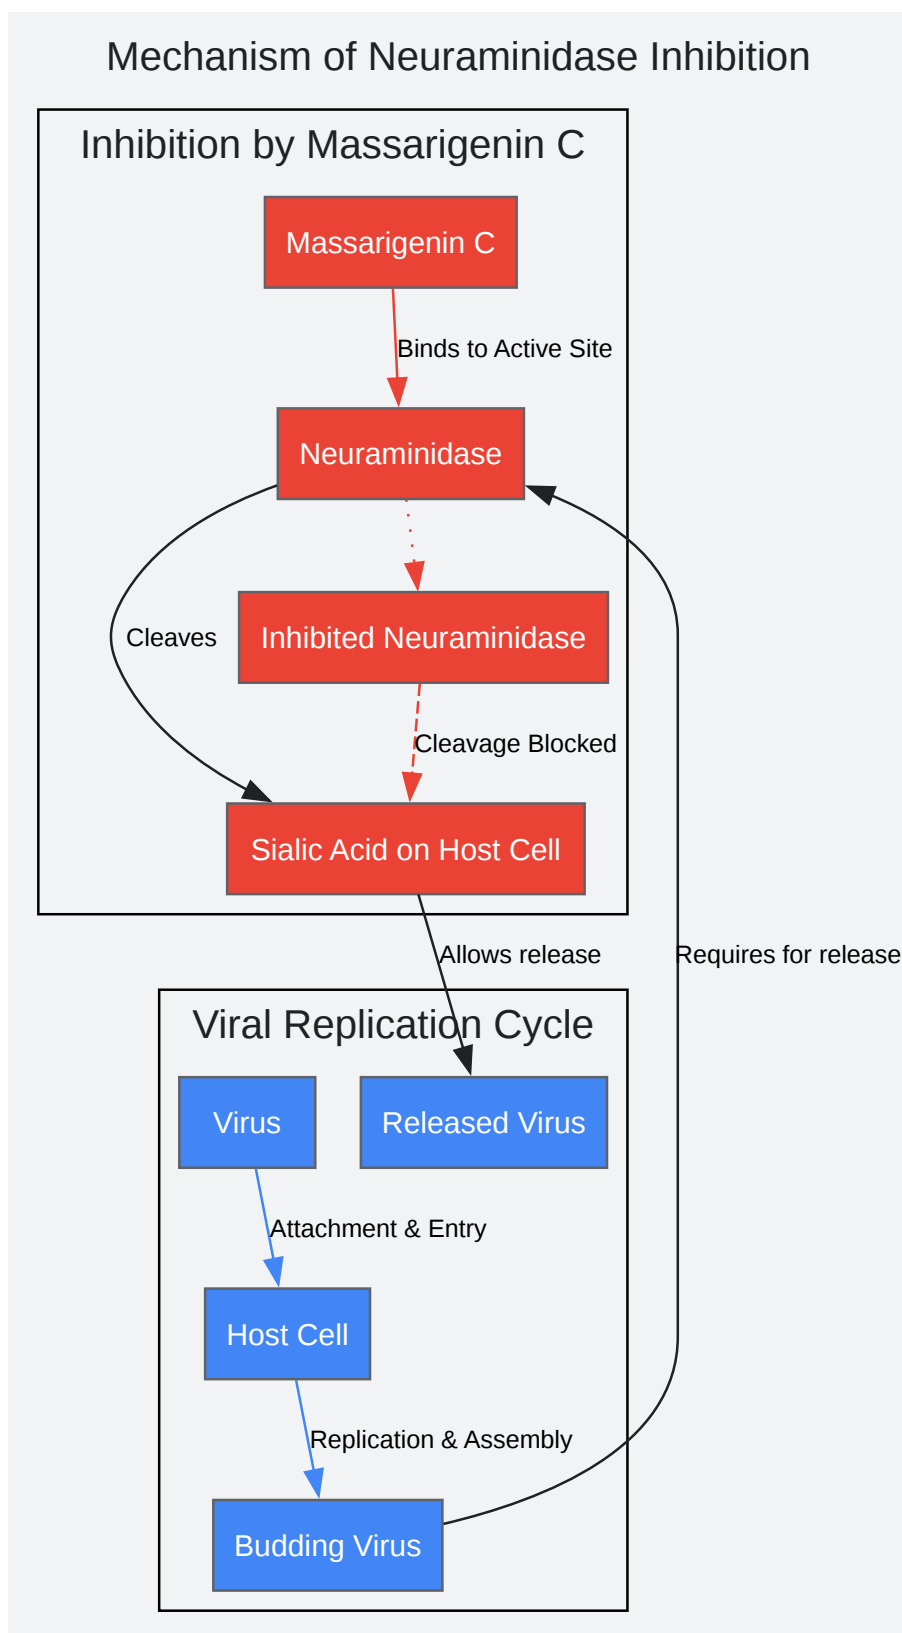 Mechanism of Neuraminidase Inhibition
Inhibition by Massarigenin C
Massarigenin C
Binds to Active Site
Neuraminidase
Cleaves
Inhibited Neuraminidase
Cleavage Blocked
Sialic Acid on Host Cell
Allows release
Requires for release
Viral Replication Cycle
Virus
Released Virus
Attachment & Entry
Host Cell
Replication & Assembly
Budding Virus